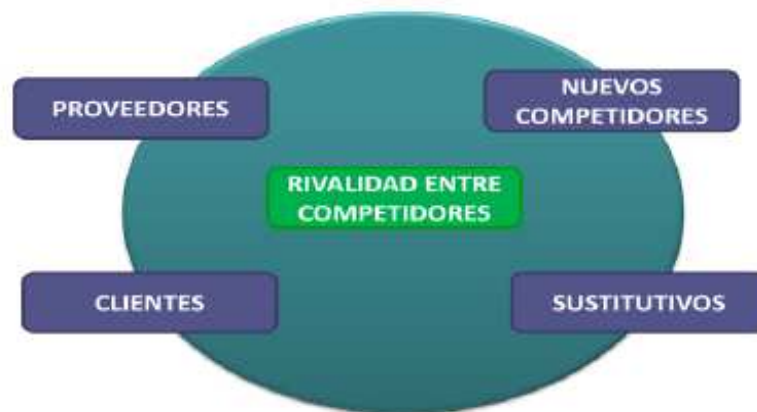 PROVEEDORES
NUEVOS
COMPETIDORES
RIVALIDAD ENTRE
COMPETIDORES
CLIENTES
SUSTITUTIVOS